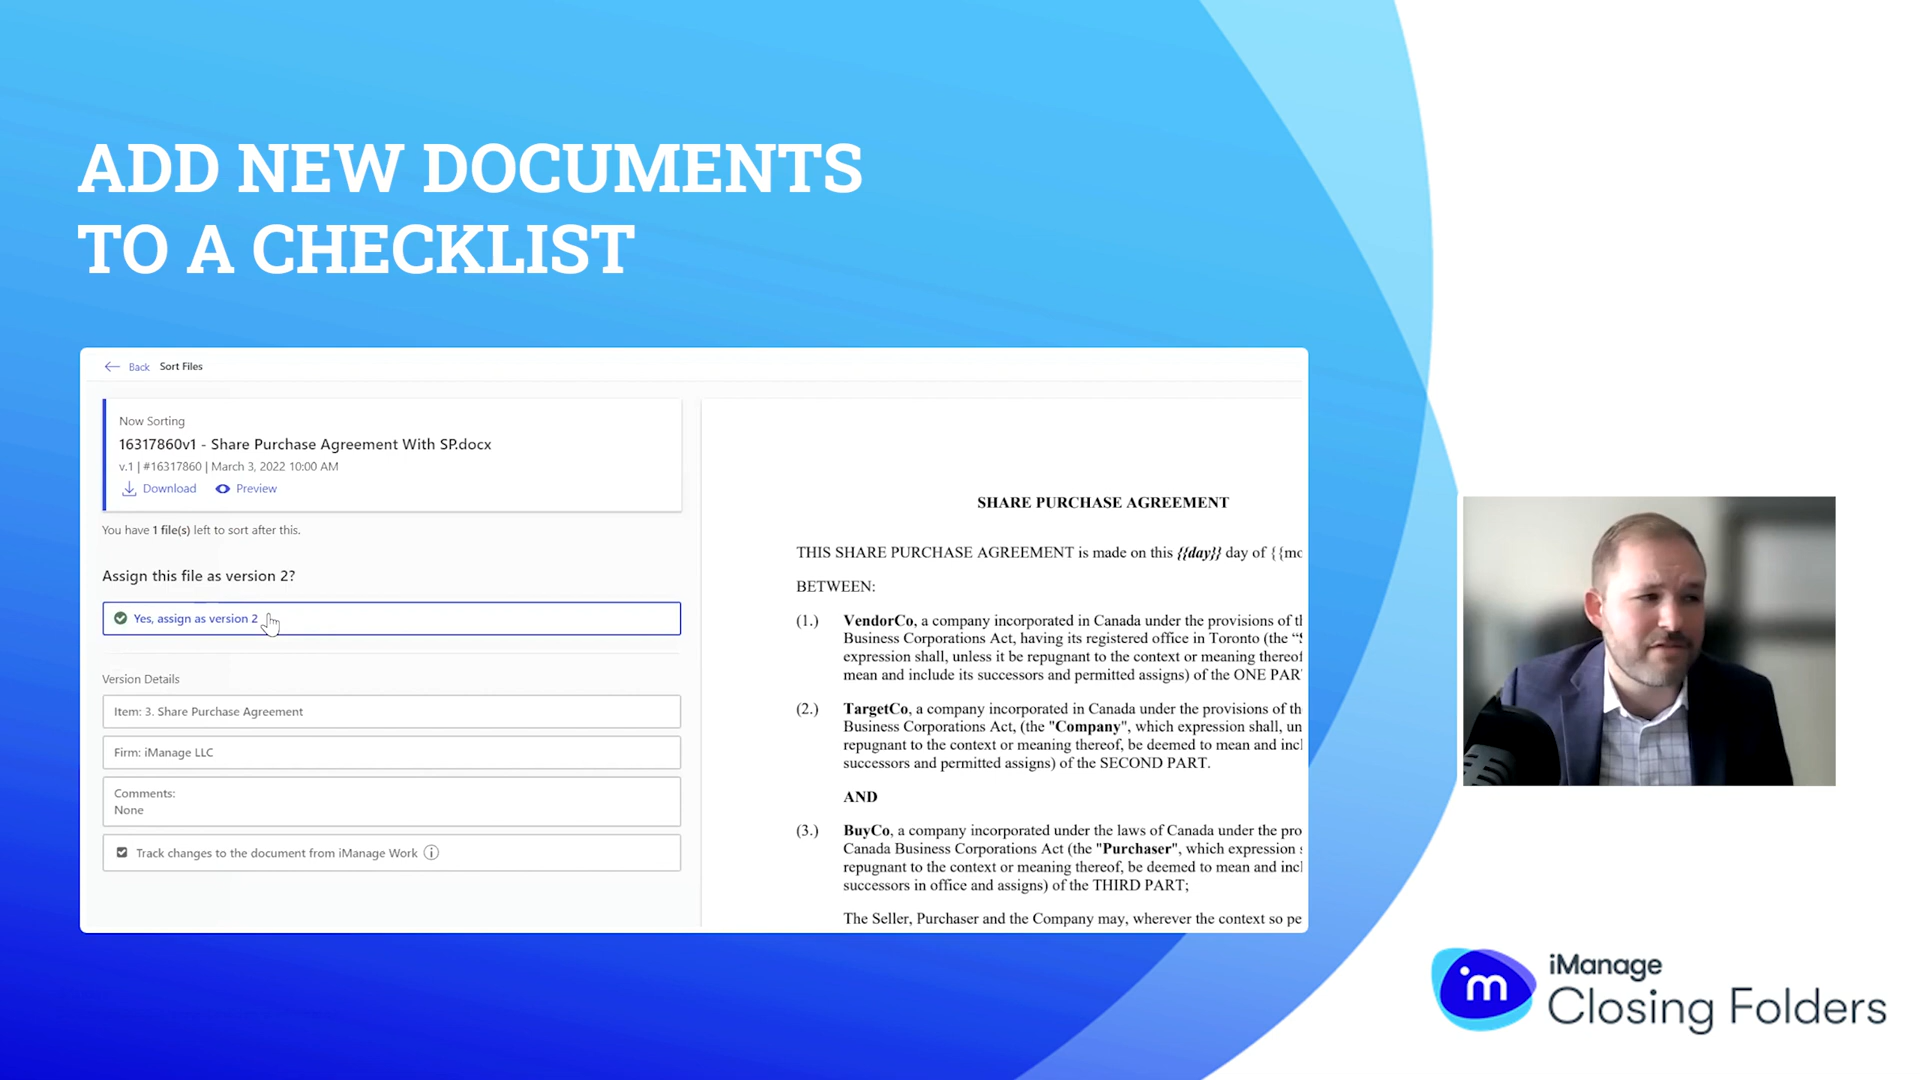 ADD NEW DOCUMENTS
TO A CHECKLIST
Back Sort Files
Now Sorting
16317860v1 - Share Purchase Agreement With SP.docx
v.1 | #16317860 | March 3, 2022 10:00 AM
Download Preview
You have 1 file(s) left to sort after this.
Assign this file as version 2?
Yes, assign as version 2
Version Details
Item: 3. Share Purchase Agreement
Firm: iManage LLC
Comments:
None
Track changes to the document from iManage Work
SHARE PURCHASE AGREEMENT
THIS SHARE PURCHASE AGREEMENT is made on this {{day}} day of {{mo
BETWEEN:
(1.) VendorCo, a company incorporated in Canada under the provisions of
Business Corporations Act, having its registered office in Toronto (the
expression shall, unless it be repugnant to the context or meaning thereof
mean and include its successors and permitted assigns) of the ONE PAR
(2.) TargetCo, a company incorporated in Canada under the provisions of th
Business Corporations Act, (the "Company", which expression shall, un
repugnant to the context or meaning thereof, be deemed to mean and incl
successors and permitted assigns) of the SECOND PART.
AND
(3.) BuyCo, a company incorporated under the laws of Canada under the pro
Canada Business Corporations Act (the "Purchaser", which expression
repugnant to the context or meaning thereof, be deemed to mean and incl
successors in office and assigns) of the THIRD PART;
The Seller, Purchaser and the Company may, wherever the context so pe
im
iManage
Closing Folders